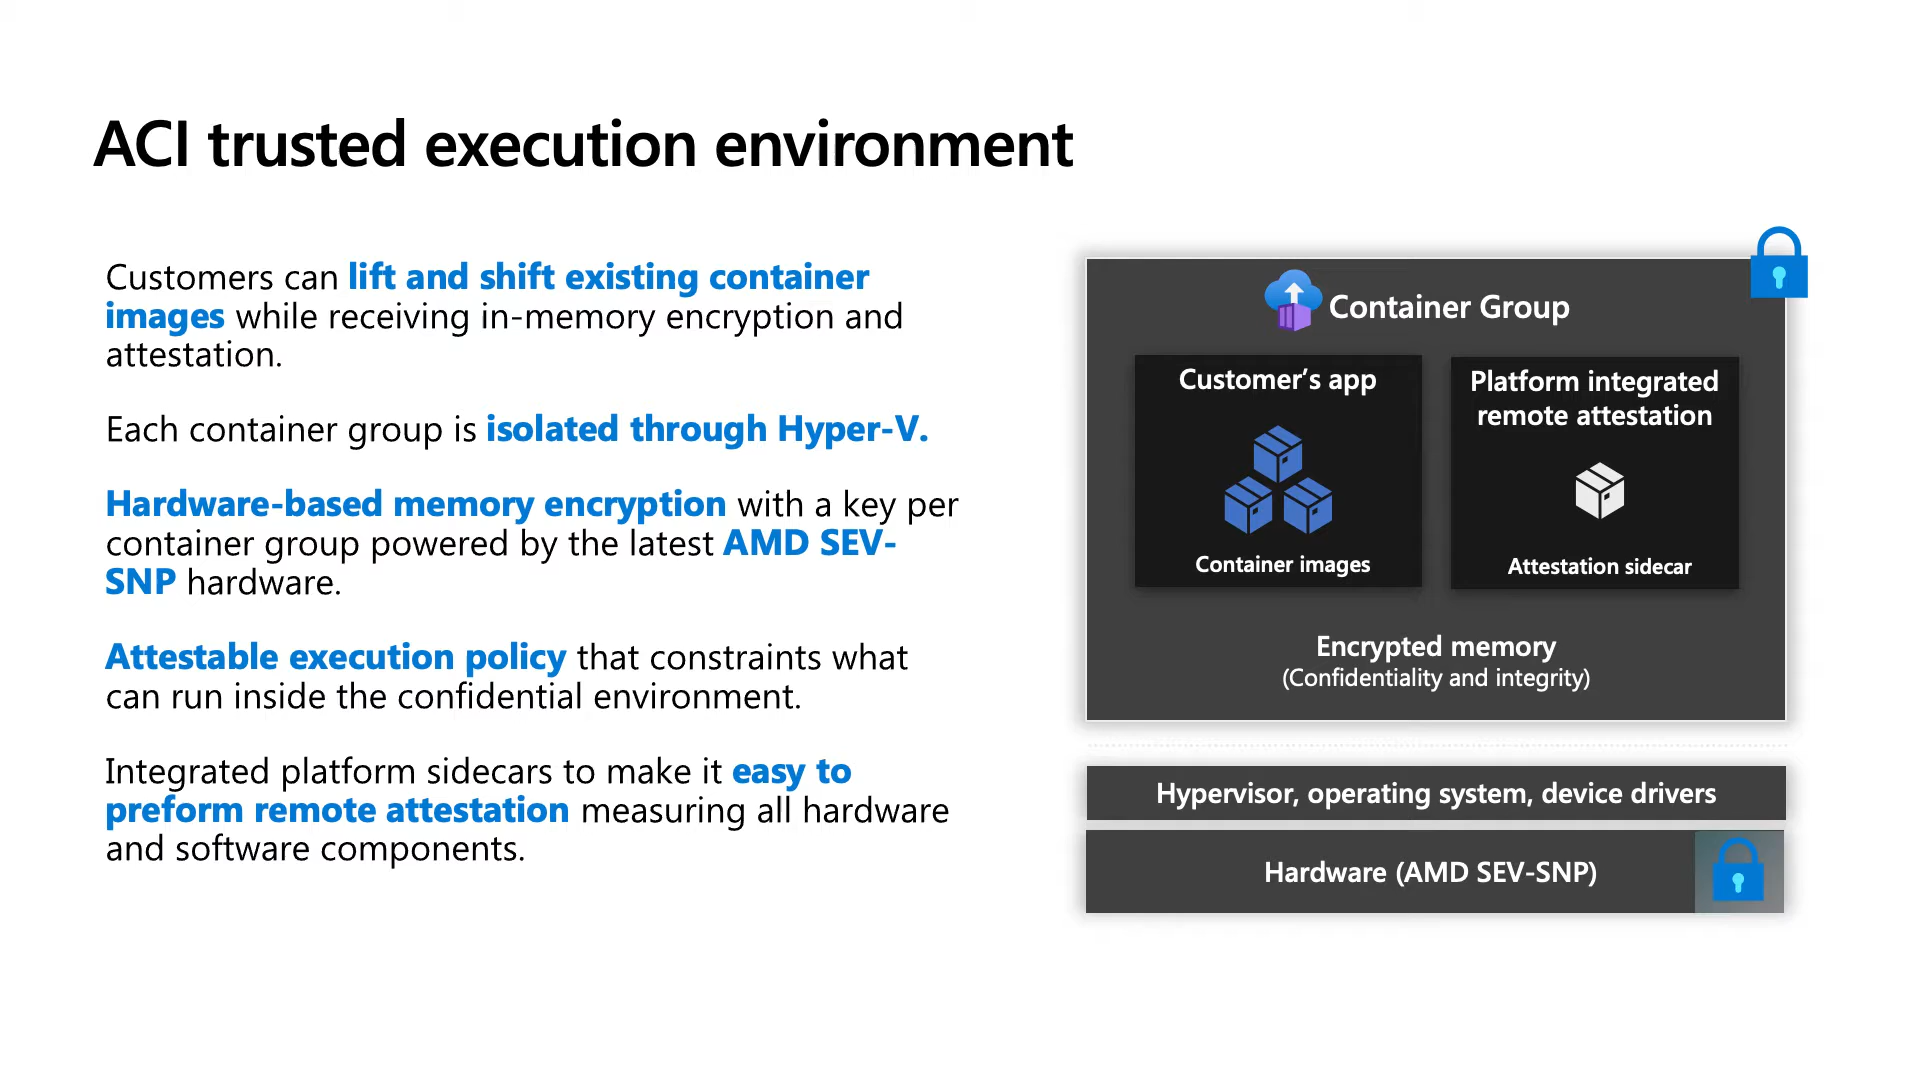 ACI trusted execution environment
Customers can lift and shift existing container
images while receiving in-memory encryption and
attestation.
Each container group is isolated through Hyper-V.
Hardware-based memory encryption with a key per
container group powered by the latest AMD SEV-
SNP hardware.
Attestable execution policy that constraints what
can run inside the confidential environment.
Integrated platform sidecars to make it easy to
preform remote attestation measuring all hardware
and software components.
Container Group
Customer’s app
Container images
Platform integrated
remote attestation
Attestation sidecar
Encrypted memory
(Confidentiality and integrity)
Hypervisor, operating system, device drivers
Hardware (AMD SEV-SNP)